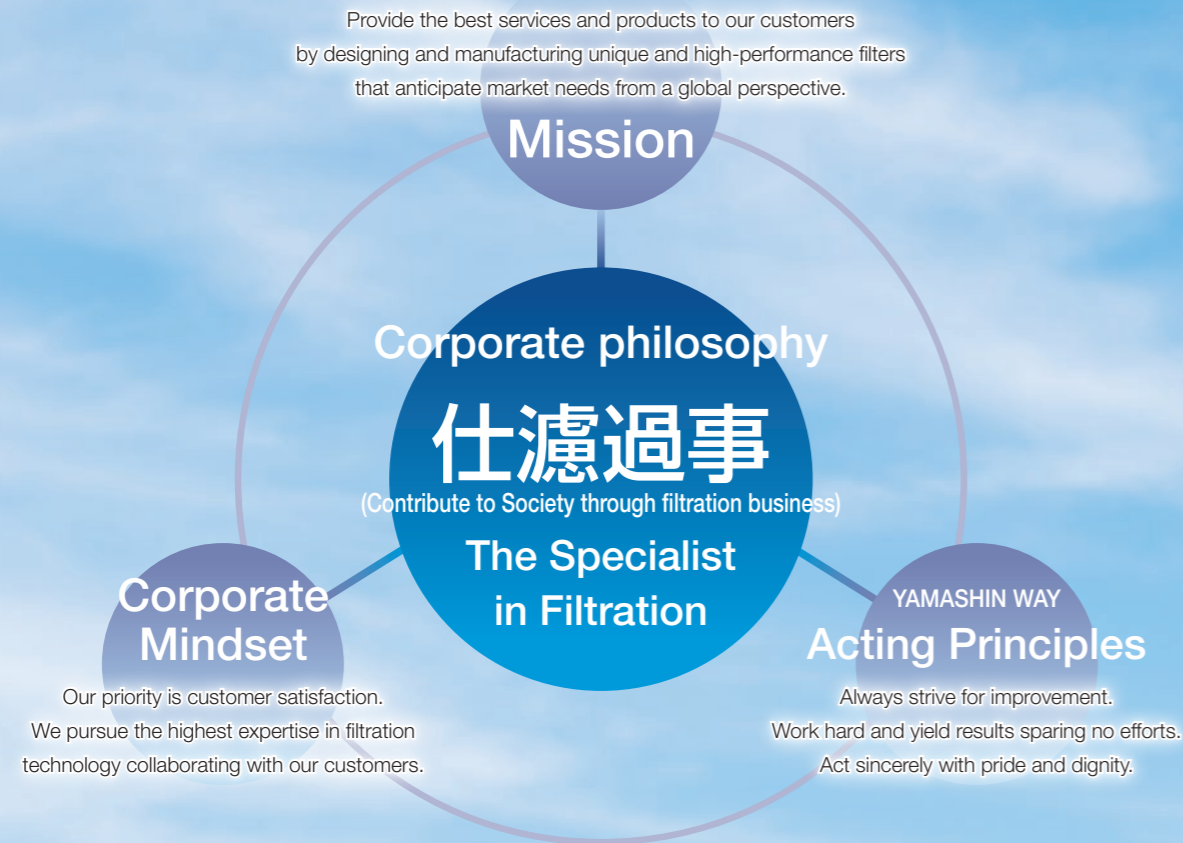 Provide the best services and products to our customers
by designing and manufacturing unique and high-performance filters
that anticipate market needs from a global perspective.
Mission
Corporate philosophy
仕濾過事
(Contribute to Society through filtration business)
The Specialist
in Filtration
Corporate
Mindset
Our priority is customer satisfaction.
We pursue the highest expertise in filtration
technology collaborating with our customers.
YAMASHIN WAY
Acting Principles
Always strive for improvement.
Work hard and yield results sparing no efforts.
Act sincerely with pride and dignity.